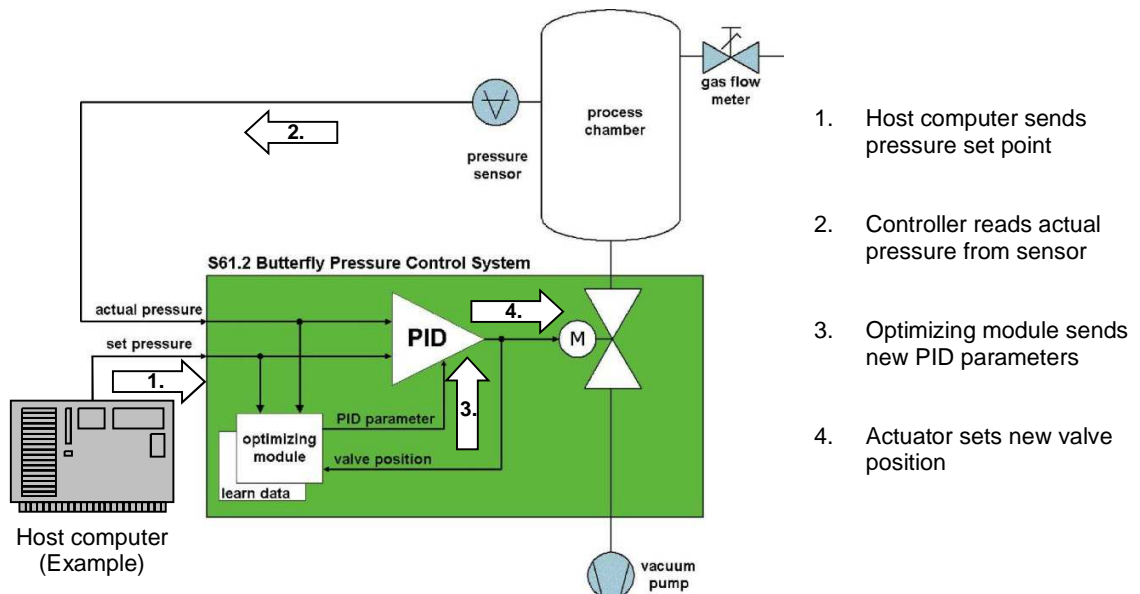 gas flow
meter
process
chamber
2.
pressure
sensor
S61.2 Butterfly Pressure Control System
actual pressure
4.
PID
M
set pressure
1.
3.
PID parameter
optimizing
module
valve position
learn data
Host computer
(Example)
vacuum
pump
1. Host computer sends
pressure set point
2. Controller reads actual
pressure from sensor
3. Optimizing module sends
new PID parameters
4. Actuator sets new valve
position